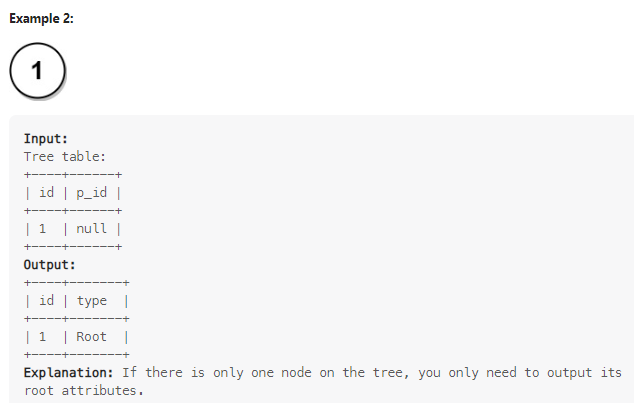 Example 2:
1
Input:
Tree table:
+----+------+
| id | p_id |
+----+------+
| 1  | null |
+----+------+
Output:
+----+-------+
| id | type  |
+----+-------+
| 1  | Root  |
+----+-------+
Explanation: If there is only one node on the tree, you only need to output its
root attributes.